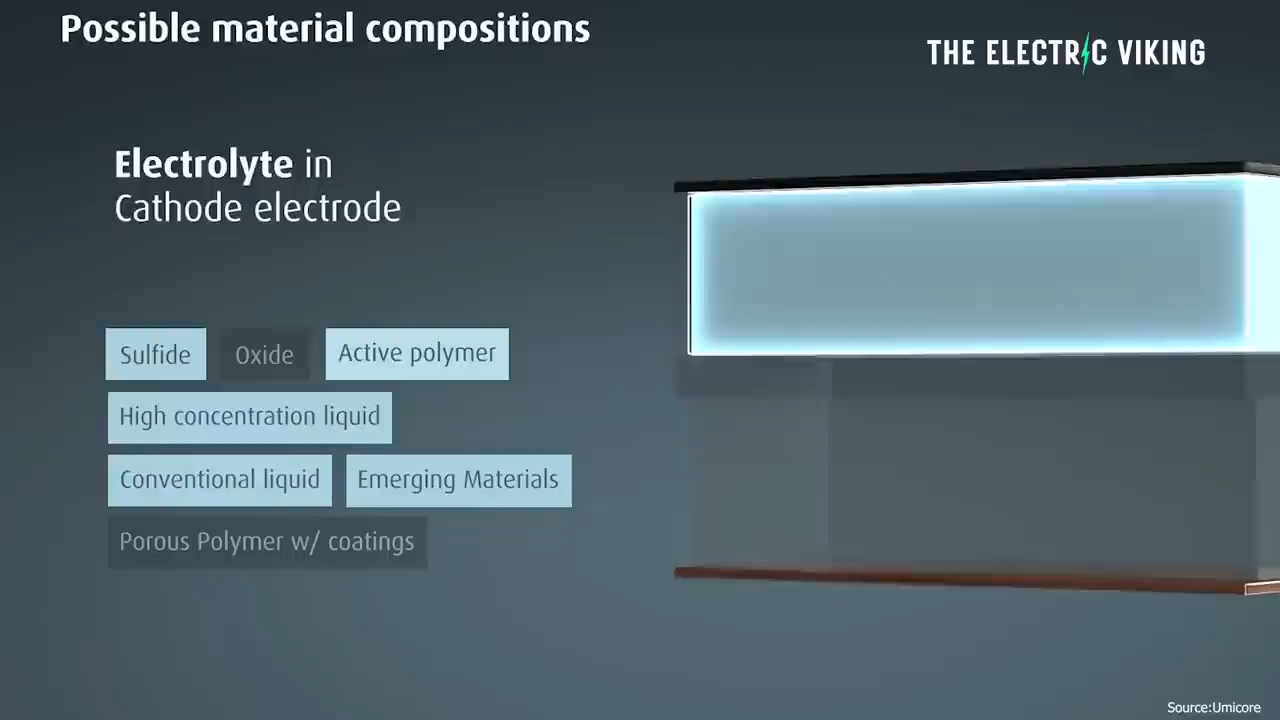 Possible material compositions
THE ELECTRIC VIKING
Electrolyte in
Cathode electrode
Sulfide Oxide Active polymer
High concentration liquid
Conventional liquid Emerging Materials
Porous Polymer w/ coatings
Source:Umicore